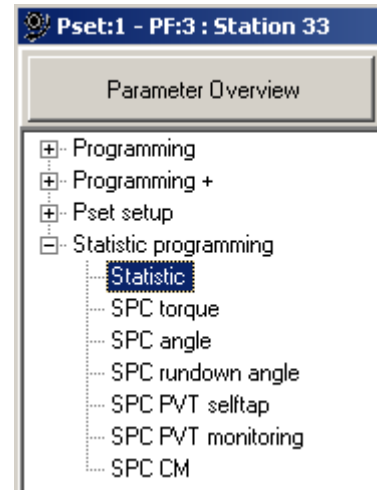 Pset:1 - PF:3 : Station 33
Parameter Overview
Programming
Programming +
Pset setup
Statistic programming
Statistic
SPC torque
SPC angle
SPC rundown angle
SPC PVT selftap
SPC PVT monitoring
SPC CM